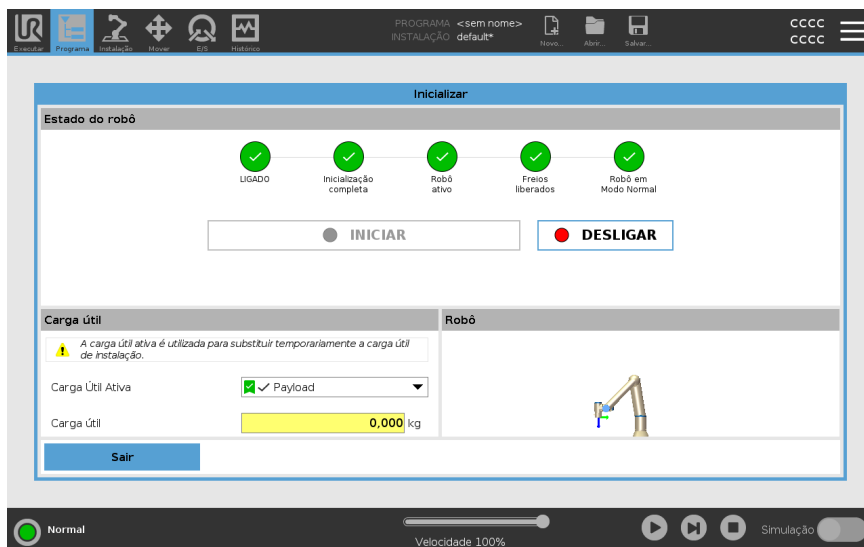 PROGRAMA <sem nome>
INSTALAÇÃO default*
cccc
cccc
Executar Programa Instalação Mover E/S Histórico Novo... Abrir... Salvar...
Inicializar
Estado do robô
LIGADO
Inicialização completa
Robô ativo
Freios liberados
Robô em Modo Normal
INICIAR DESLIGAR
Carga útil
Robô
A carga útil ativa é utilizada para substituir temporariamente a carga útil
de instalação.
Carga Útil Ativa Payload
Carga útil 0,000 kg
Sair
Normal
Velocidade 100%
Simulação